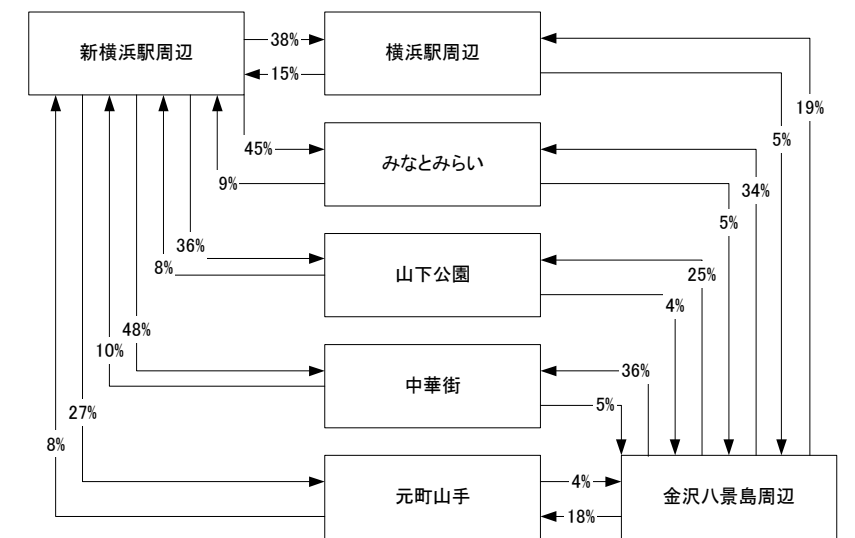 新横浜駅周辺
38%
横浜駅周辺
15%
19%
5%
45%
みなとみらい
9%
34%
5%
36%
山下公園
8%
25%
4%
48%
中華街
10%
36%
5%
27%
8%
元町山手
4%
金沢八景島周辺
18%